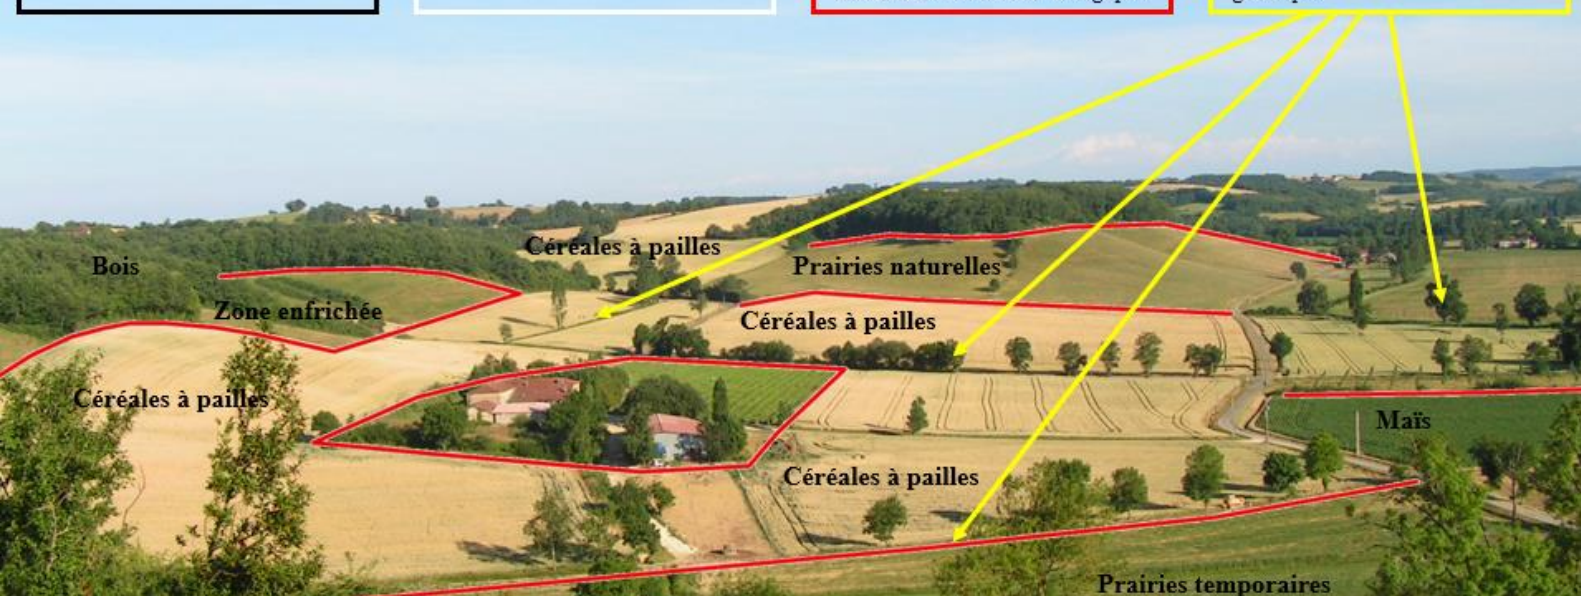 Céréales à pailles
Bois
Prairies naturelles
Zone enfrichée
Céréales à pailles
Céréales à pailles
Maïs
Céréales à pailles
Prairies temporaires